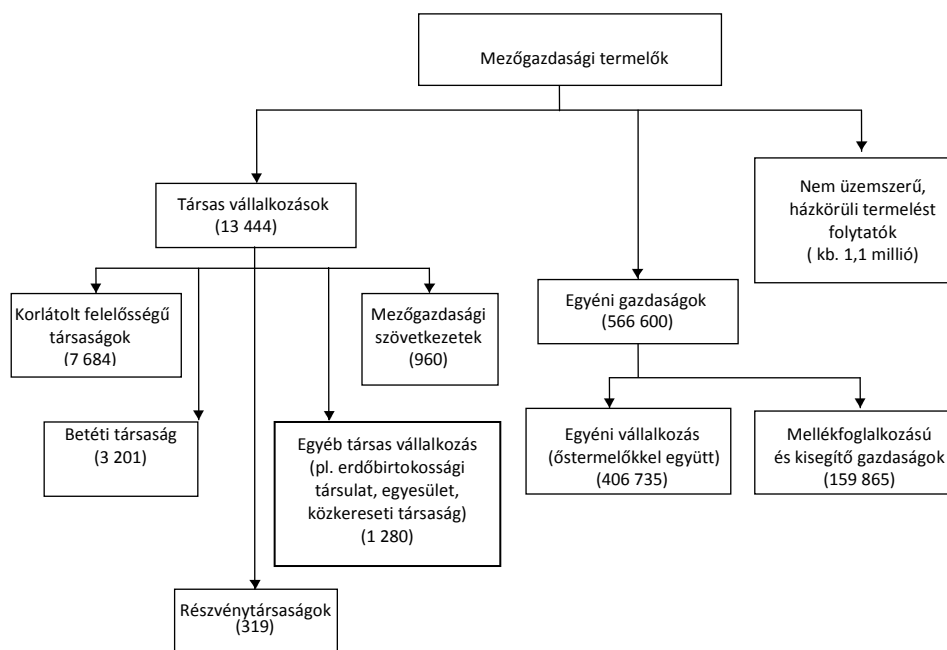 Mezőgazdasági termelők
Társas vállalkozások
(13 444)
Nem üzemszerű,
házkörüli termelést
folytatók
( kb. 1,1 millió)
Korlátolt felelősségű
társaságok
(7 684)
Mezőgazdasági
szövetkezetek
(960)
Egyéni gazdaságok
(566 600)
Betéti társaság
(3 201)
Egyéb társas vállalkozás
(pl. erdőbirtokossági
társulat, egyesület,
közkereseti társaság)
(1 280)
Egyéni vállalkozás
(őstermelőkkel együtt)
(406 735)
Mellékfoglalkozású
és kisegítő gazdaságok
(159 865)
Részvénytársaságok
(319)